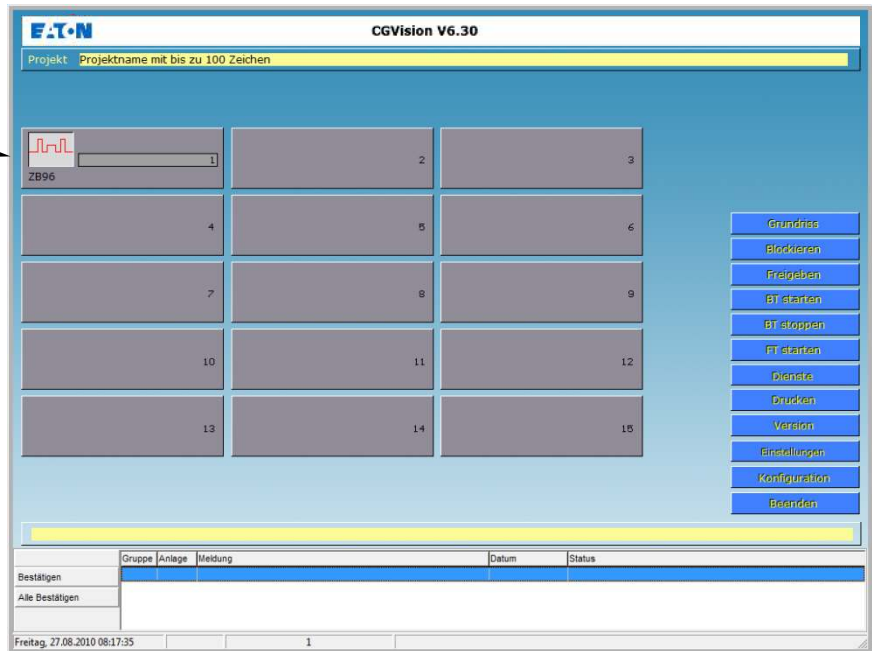 EATON
CGVision V6.30
Projekt Projektname mit bis zu 100 Zeichen
1
ZB96
2
3
4
5
6
7
8
9
10
11
12
13
14
15
Grundriss
Blockieren
Freigeben
BT starten
BT stoppen
FT starten
Dienste
Drucken
Version
Einstellungen
Konfiguration
Beenden
Gruppe Anlage Meldung Datum Status
Bestätigen
Alle Bestätigen
Freitag, 27.08.2010 08:17:35 1